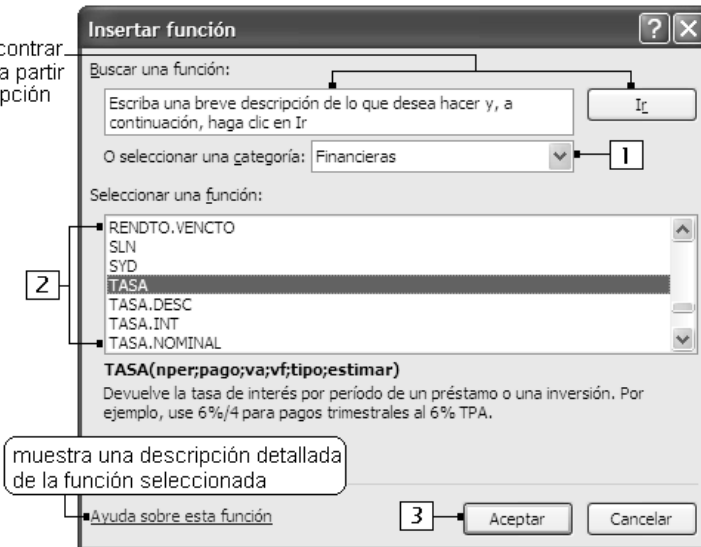 Insertar función
contrar
a partir
pción
Buscar una función:
Escriba una breve descripción de lo que desea hacer y, a
continuación, haga clic en Ir
Ir
O seleccionar una categoría: Financieras
1
Seleccionar una función:
RENDTO.VENCTO
SLN
SYD
TASA
TASA.DESC
TASA.INT
TASA.NOMINAL
2
TASA(nper;pago;va;vf;tipo;estimar)
Devuelve la tasa de interés por período de un préstamo o una inversión. Por
ejemplo, use 6%/4 para pagos trimestrales al 6% TPA.
muestra una descripción detallada
de la función seleccionada
Ayuda sobre esta función
3
Aceptar
Cancelar